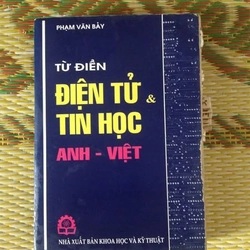 PHẠM VĂN BẢY
TỪ ĐIỂN
ĐIỆN TỬ &
TIN HỌC
ANH - VIỆT
NHÀ XUẤT BẢN KHOA HỌC VÀ KỸ THUẬT